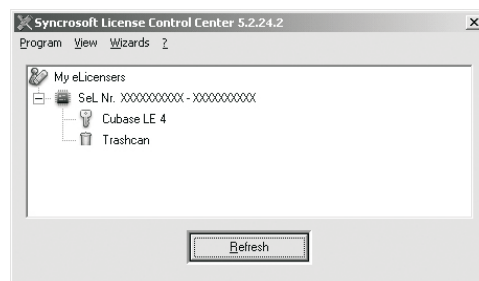 Syncrosoft License Control Center 5.2.24.2
Program View Wizards ?
My eLicensers
SeL Nr. XXXXXXXXXX - XXXXXXXXXX
Cubase LE 4
Trashcan
Refresh